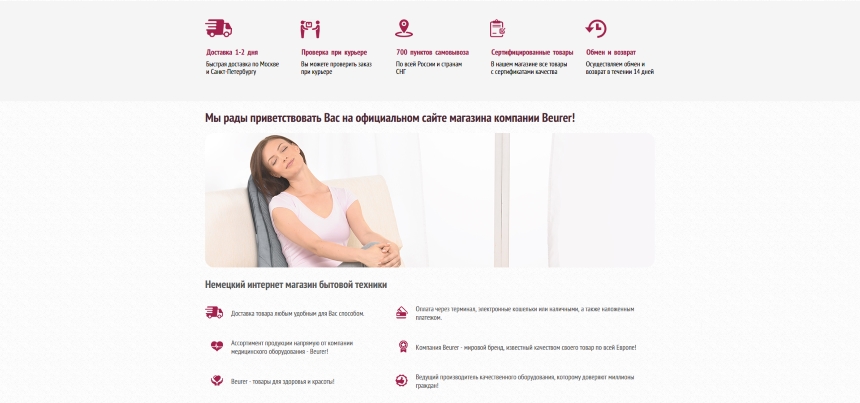 Доставка 1-2 дня
Быстрая доставка по Москве
и Санкт-Петербургу
Проверка при курьере
Вы можете проверить заказ
при курьере
700 пунктов самовывоза
По всей России и странам
СНГ
Сертифицированные товары
В нашем магазине все товары
с сертификатами качества
Обмен и возврат
Осуществляем обмен и
возврат в течении 14 дней
Мы рады приветствовать Вас на официальном сайте магазина компании Beurer!
Немецкий интернет магазин бытовой техники
Доставка товара любым удобным для Вас способом.
Оплата через терминал, электронные кошельки или наличными, а также наложенным
платежом.
Ассортимент продукции напрямую от компании
медицинского оборудования - Beurer!
Компания Beurer - мировой бренд, известный качеством своего товар по всей Европе!
Beurer - товары для здоровья и красоты!
Ведущий производитель качественного оборудования, которому доверяют миллионы
граждан!